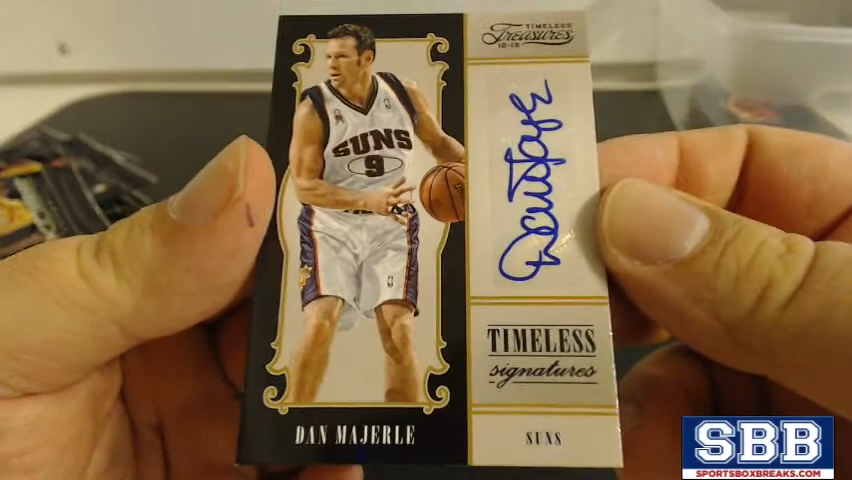 TIMELESS
Treasures
12-13
SUNS
9
TIMELESS
signatures
DAN MAJERLE
SUNS
SBB
SPORTSBOXBREAKS.COM